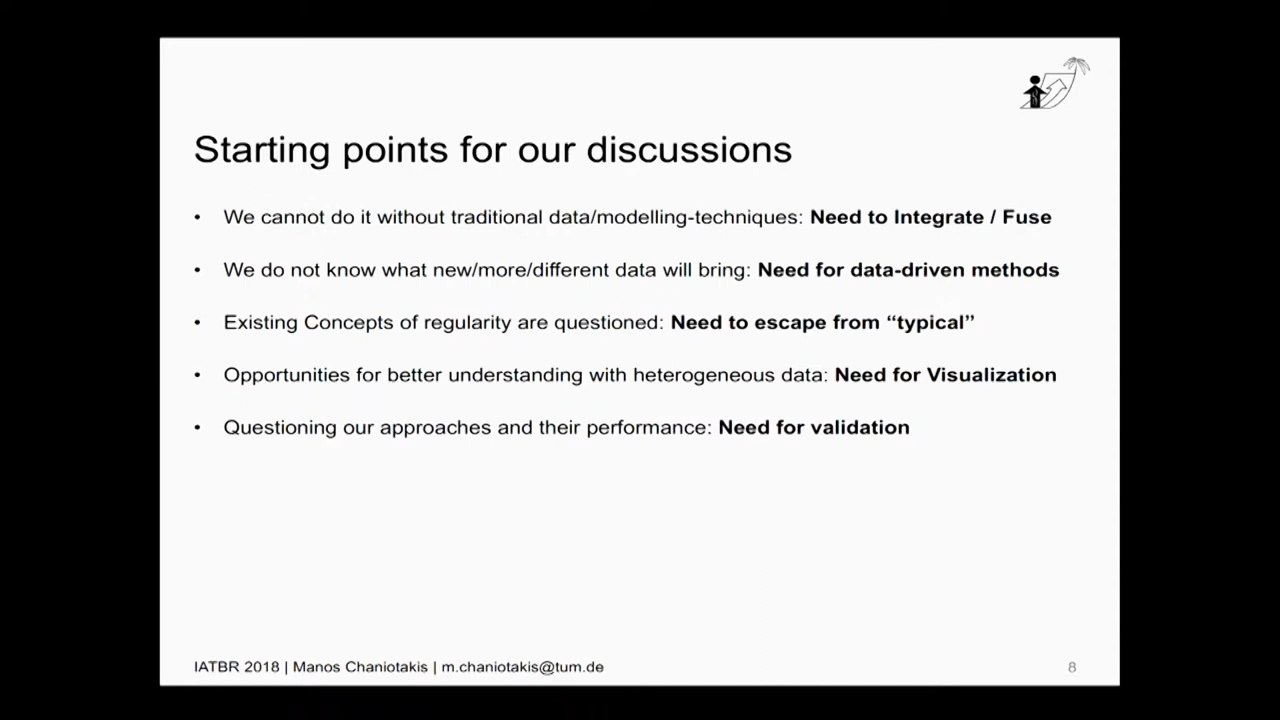 Starting points for our discussions
• We cannot do it without traditional data/modelling-techniques: Need to Integrate / Fuse
• We do not know what new/more/different data will bring: Need for data-driven methods
• Existing Concepts of regularity are questioned: Need to escape from “typical”
• Opportunities for better understanding with heterogeneous data: Need for Visualization
• Questioning our approaches and their performance: Need for validation
IATBR 2018 | Manos Chaniotakis | m.chaniotakis@tum.de
8